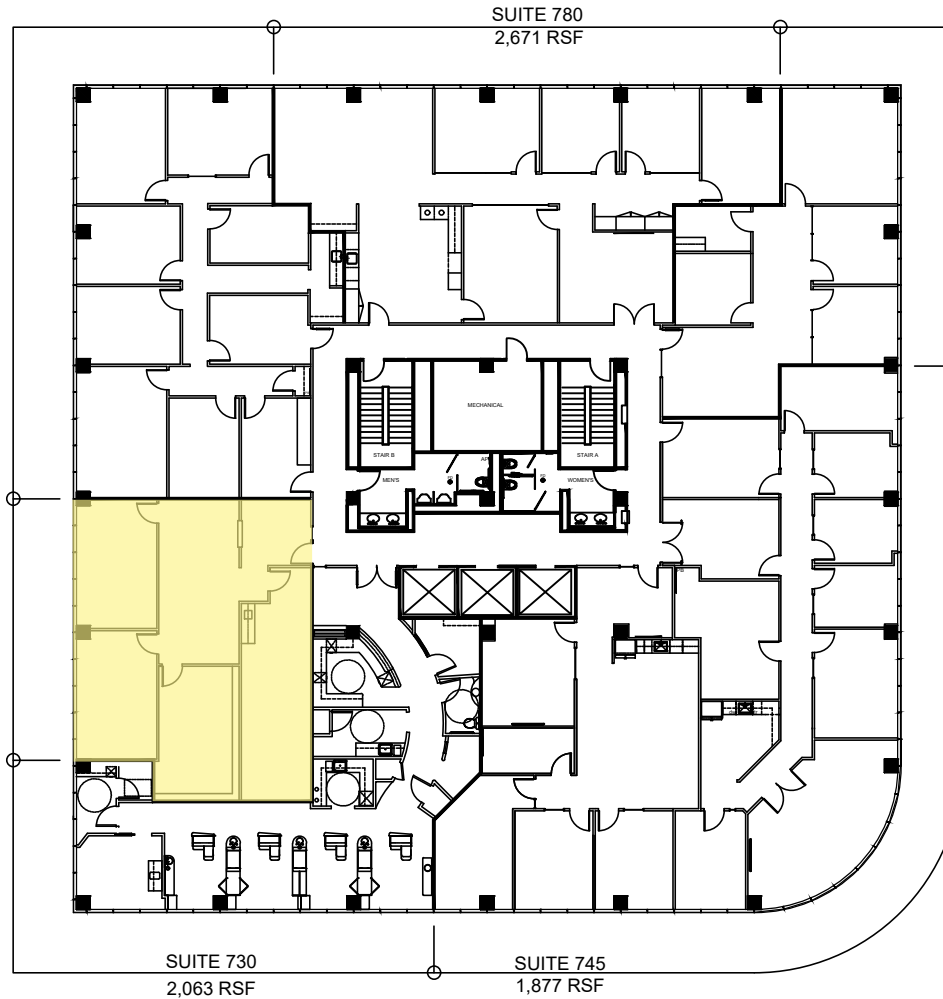 SUITE 780
2,671 RSF
MECHANICAL
STAIR B
STAIR A
MEN'S
WOMEN'S
SUITE 730
2,063 RSF
SUITE 745
1,877 RSF